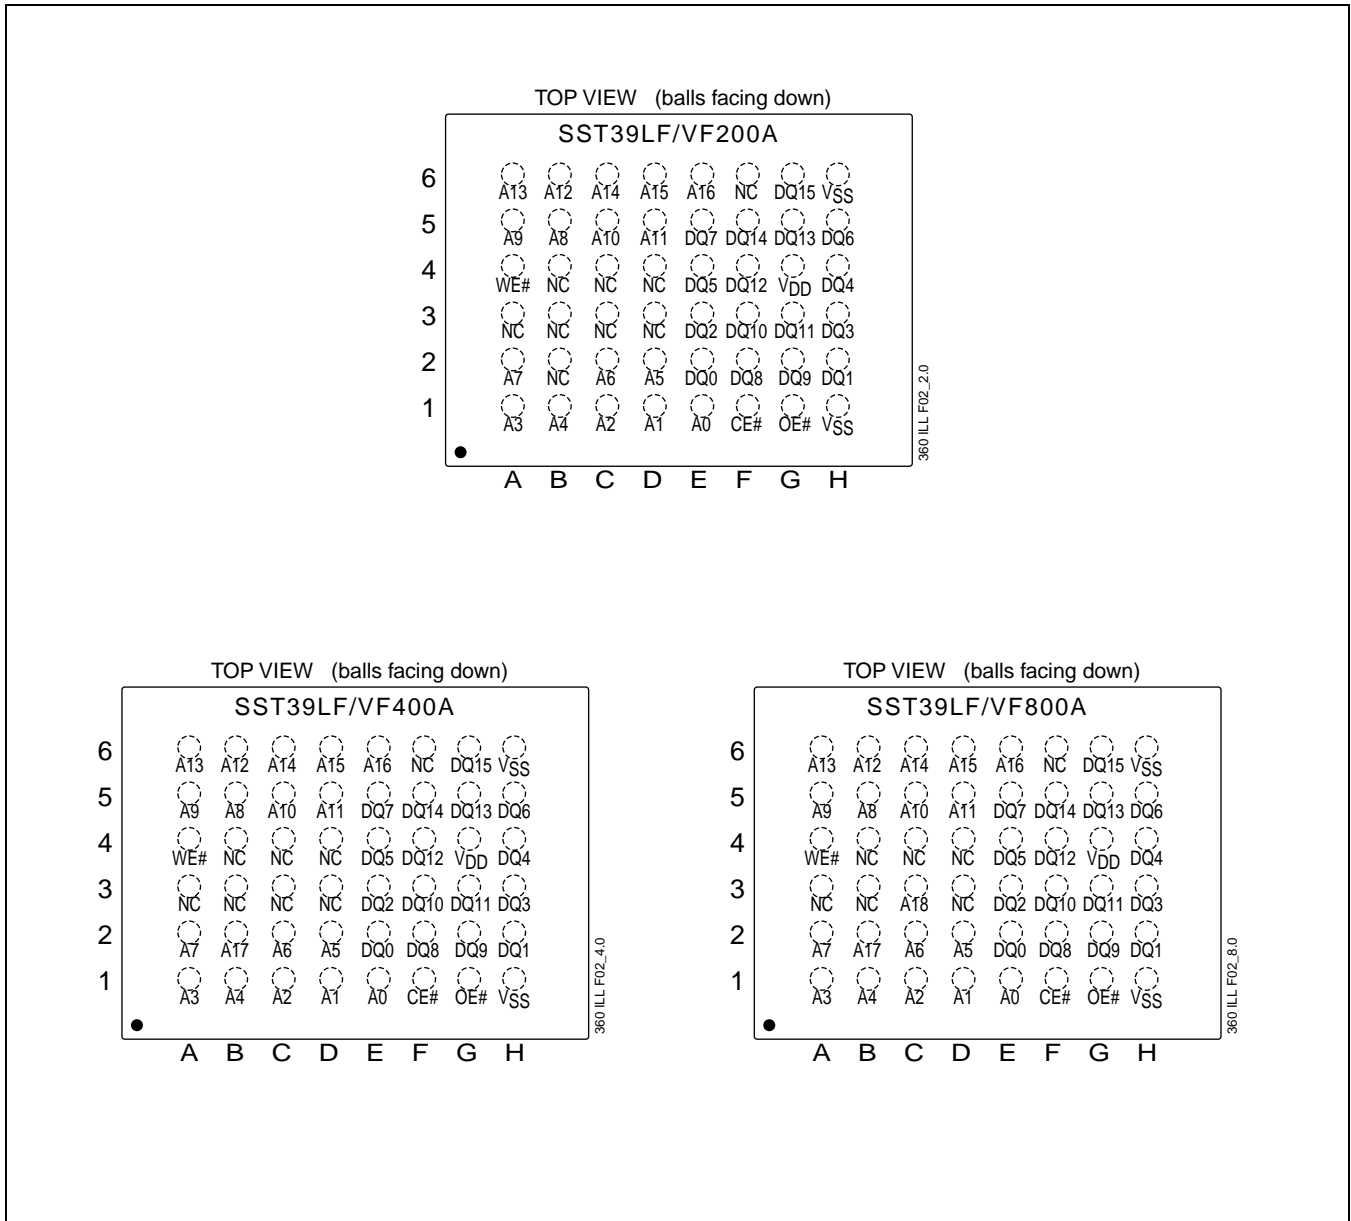 TOP VIEW (balls facing down)
SST39LF/VF200A
6 A13 A12 A14 A15 A16 NC DQ15 VSS
5 A9 A8 A10 A11 DQ7 DQ14 DQ13 DQ6
4 WE# NC NC NC DQ5 DQ12 VDD DQ4
3 NC NC NC NC DQ2 DQ10 DQ11 DQ3
2 A7 NC A6 A5 DQ0 DQ8 DQ9 DQ1
1 A3 A4 A2 A1 A0 CE# OE# VSS
A B C D E F G H
360 ILL F02_2.0
TOP VIEW (balls facing down)
SST39LF/VF400A
6 A13 A12 A14 A15 A16 NC DQ15 VSS
5 A9 A8 A10 A11 DQ7 DQ14 DQ13 DQ6
4 WE# NC NC NC DQ5 DQ12 VDD DQ4
3 NC NC NC NC DQ2 DQ10 DQ11 DQ3
2 A7 A17 A6 A5 DQ0 DQ8 DQ9 DQ1
1 A3 A4 A2 A1 A0 CE# OE# VSS
A B C D E F G H
360 ILL F02_4.0
TOP VIEW (balls facing down)
SST39LF/VF800A
6 A13 A12 A14 A15 A16 NC DQ15 VSS
5 A9 A8 A10 A11 DQ7 DQ14 DQ13 DQ6
4 WE# NC NC NC DQ5 DQ12 VDD DQ4
3 NC NC A18 NC DQ2 DQ10 DQ11 DQ3
2 A7 A17 A6 A5 DQ0 DQ8 DQ9 DQ1
1 A3 A4 A2 A1 A0 CE# OE# VSS
A B C D E F G H
360 ILL F02_8.0